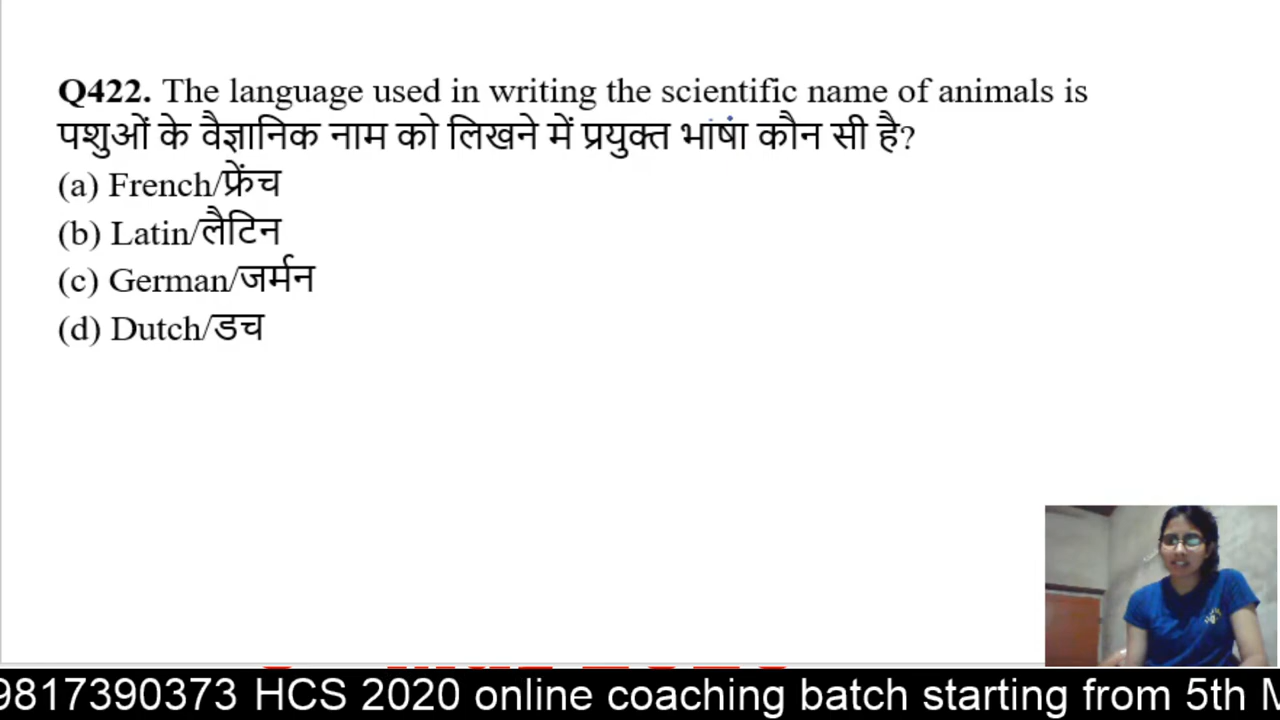 Q422. The language used in writing the scientific name of animals is
पशुओं के वैज्ञानिक नाम को लिखने में प्रयुक्त भाषा कौन सी है?
(a) French/फ्रेंच
(b) Latin/लैटिन
(c) German/जर्मन
(d) Dutch/डच
9817390373 HCS 2020 online coaching batch starting from 5th